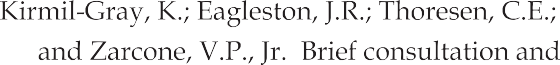 Kirmil-Gray, K.; Eagleston, J.R.; Thoresen, C.E.;
and Zarcone, V.P., Jr. Brief consultation and